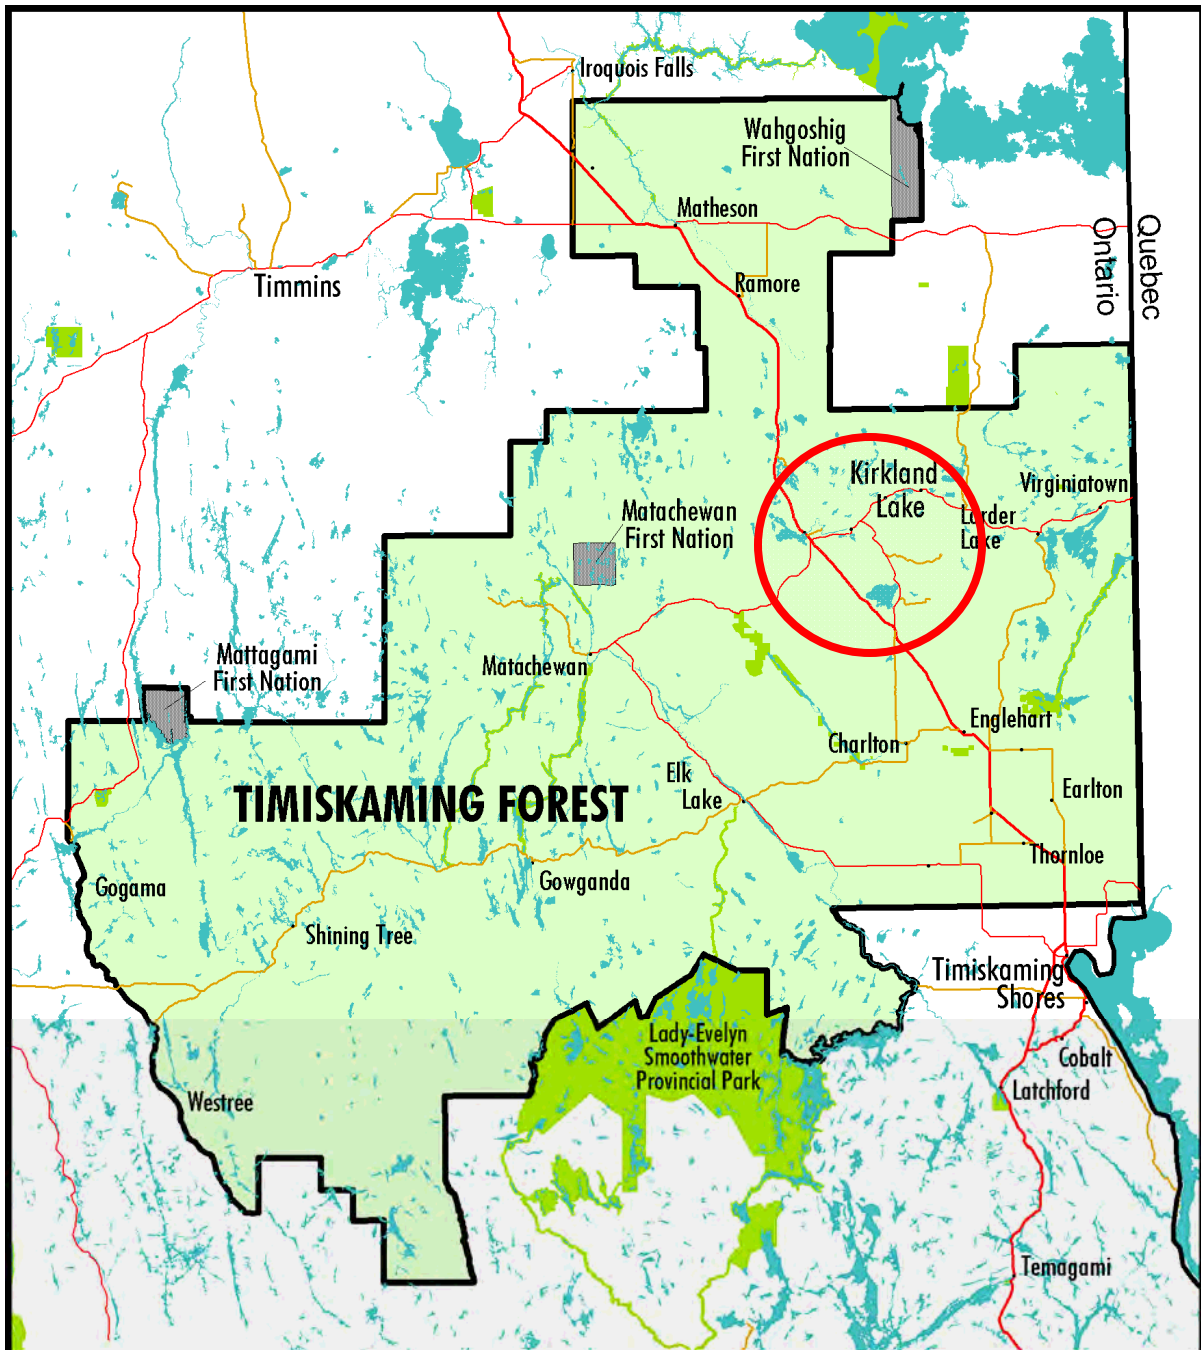 Iroquois Falls
Wahgoshig
First Nation
Matheson
Quebec
Ontario
Timmins
Ramore
Kirkland
Lake
Virginiatown
Matachewan
First Nation
Larder
Lake
Mattagami
First Nation
Matachewan
Englehart
Charlton
Elk
Lake
TIMISKAMING FOREST
Earlton
Thornloe
Gogama
Gowganda
Shining Tree
Timiskaming
Shores
Lady-Evelyn
Smoothwater
Provincial Park
Cobalt
Latchford
Westree
Temagami